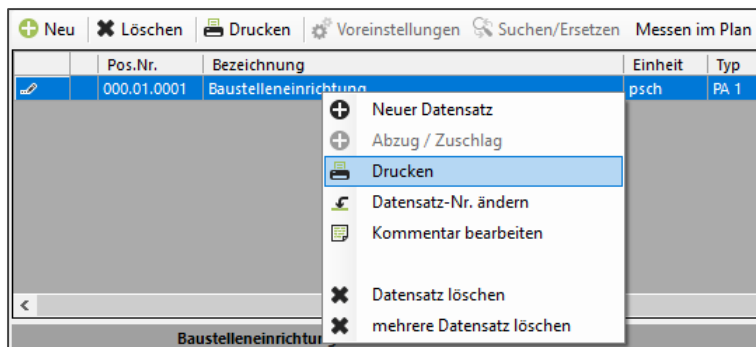 Neu Löschen Drucken Voreinstellungen Suchen/Ersetzen Messen im Plan
Pos.Nr. Bezeichnung Einheit Typ
000.01.0001 Baustelleneinrichtung psch PA 1
Neuer Datensatz
Abzug / Zuschlag
Drucken
Datensatz-Nr. ändern
Kommentar bearbeiten
Datensatz löschen
mehrere Datensatz löschen
Baustelleneinrichtung